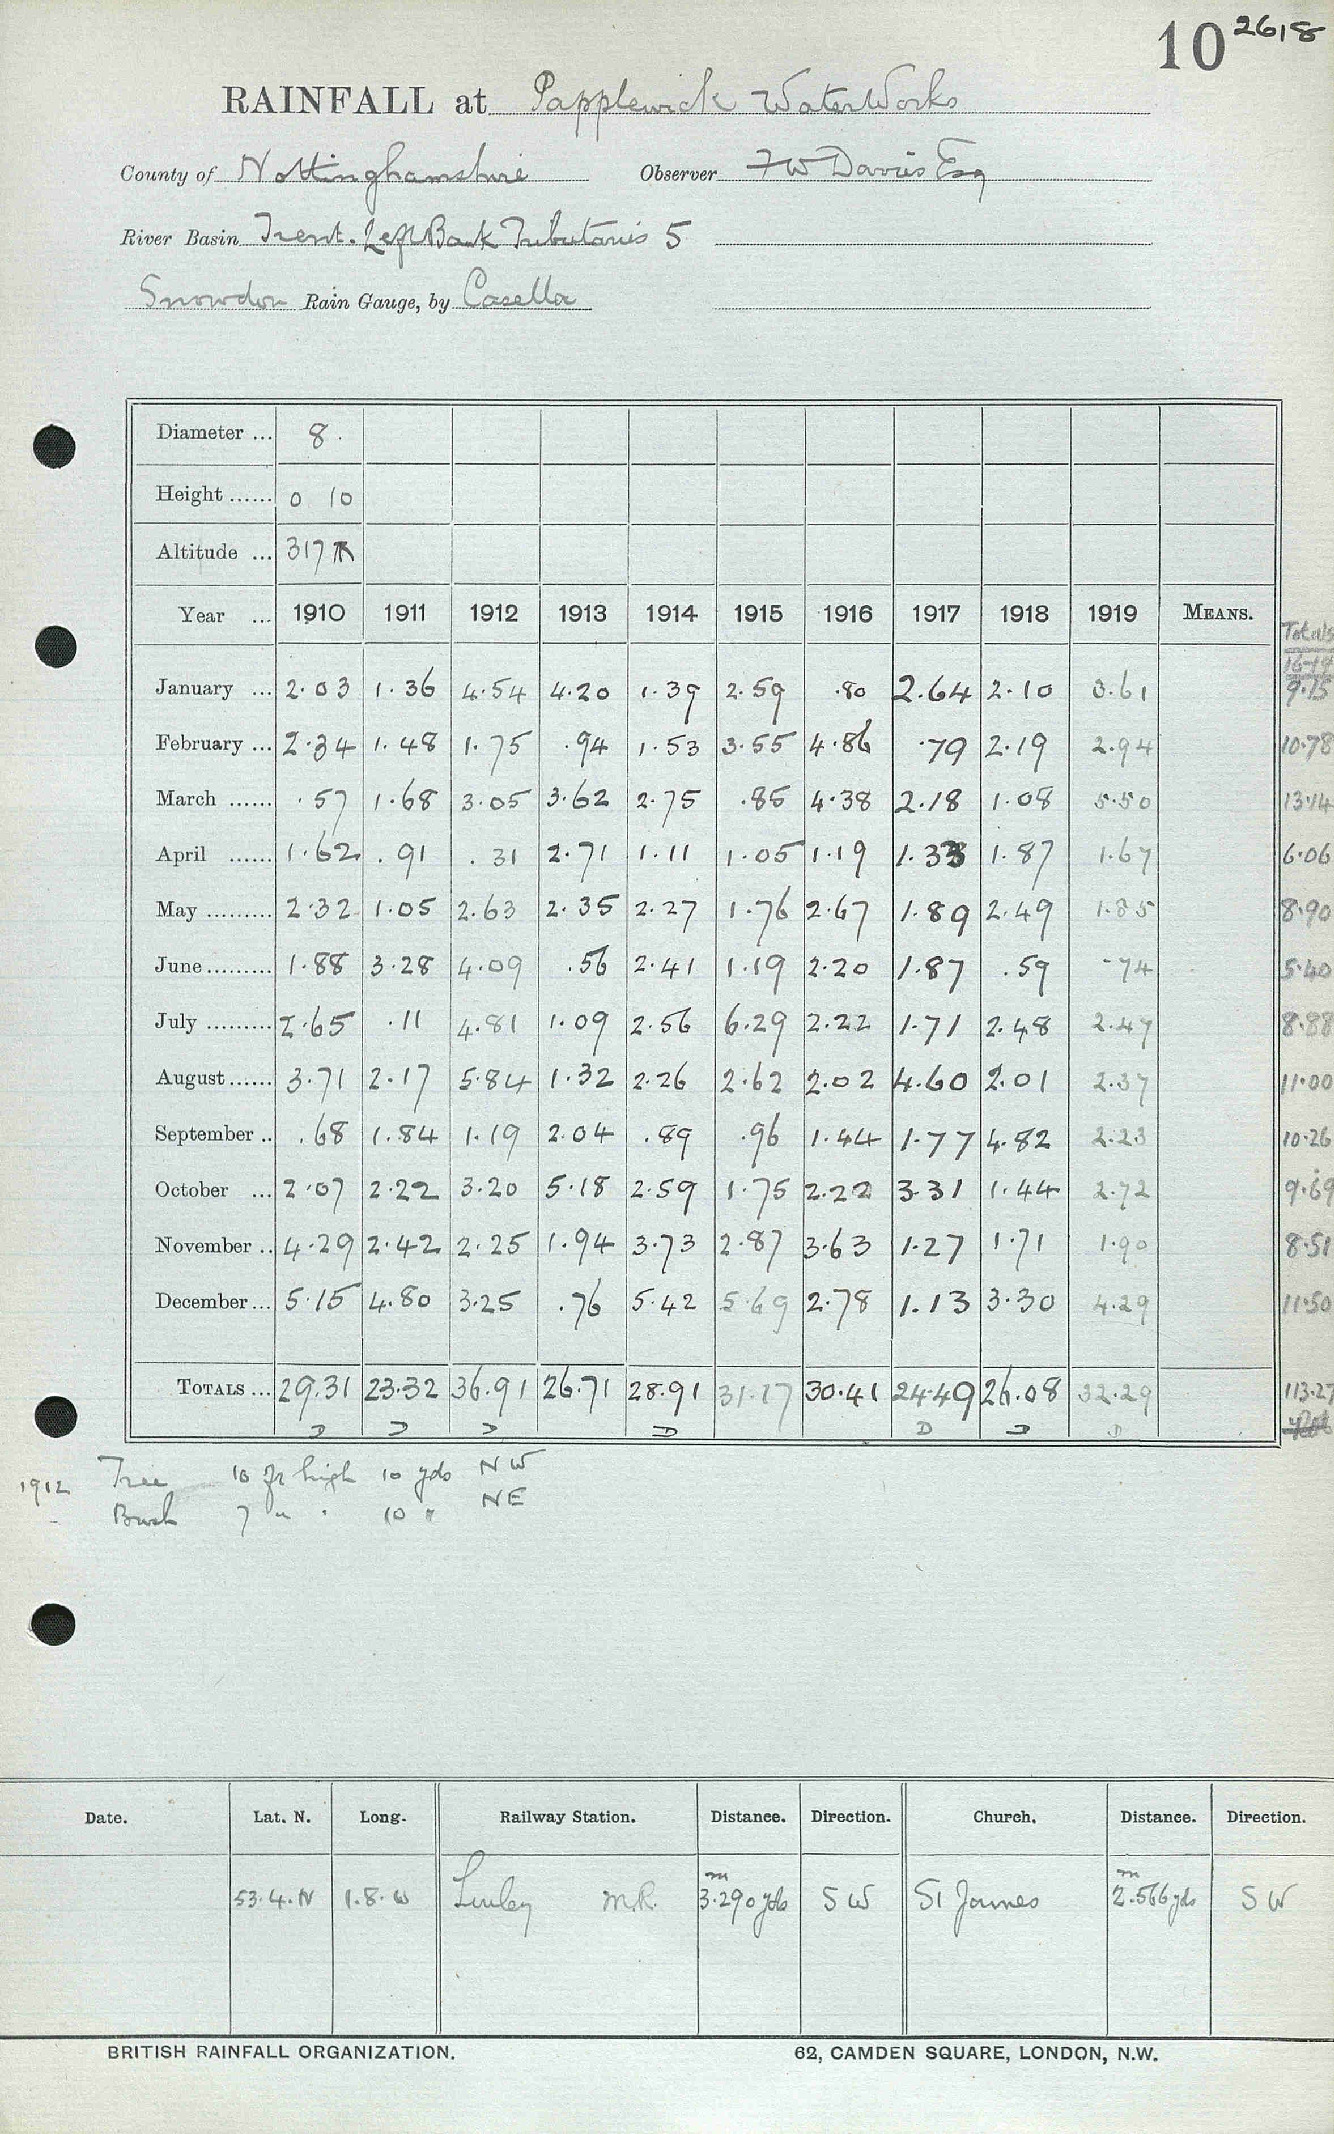 10 2618
RAINFALL at Papplewick WaterWorks
County of Nottinghamshire Observer FW Davies Esq
River Basin Trent. Left Bank Tributaries 5
Snowdon Rain Gauge, by Casella
Diameter ... 8.
Height ...... 0 10
Altitude ... 317
Year ... 1910 1911 1912 1913 1914 1915 1916 1917 1918 1919 MEANS. Totals
16-19
January ... 2.03 1.36 4.54 4.20 1.39 2.59 .80 2.64 2.10 3.61 9.15
February ... 2.34 1.48 1.75 .94 1.53 3.55 4.86 .79 2.19 2.94 10.78
March ...... .57 1.68 3.05 3.62 2.75 .85 4.38 2.18 1.08 5.50 13.14
April ...... 1.62 .91 .31 2.71 1.11 1.05 1.19 1.33 1.87 1.67 6.06
May ......... 2.32 1.05 2.63 2.35 2.27 1.76 2.67 1.89 2.49 1.85 8.90
June ......... 1.88 3.28 4.09 .56 2.41 1.19 2.20 1.87 .59 .74 5.40
July ......... 2.65 .11 4.81 1.09 2.56 6.29 2.22 1.71 2.48 2.47 8.88
August ...... 3.71 2.17 5.84 1.32 2.26 2.62 2.02 4.60 2.01 2.37 11.00
September .. .68 1.84 1.19 2.04 .89 .96 1.44 1.77 4.82 2.23 10.26
October ... 2.07 2.22 3.20 5.18 2.59 1.75 2.22 3.31 1.44 2.72 9.69
November .. 4.29 2.42 2.25 1.94 3.73 2.87 3.63 1.27 1.71 1.90 8.51
December ... 5.15 4.80 3.25 .76 5.42 5.69 2.78 1.13 3.30 4.29 11.50
TOTALS ... 29.31 23.32 36.91 26.71 28.91 31.17 30.41 24.49 26.08 32.29 113.27
D D D D D D D
1912 Tree 10 ft high 10 yds NW
Bush 7 " " 10 " NE
Date. Lat. N. Long. Railway Station. Distance. Direction. Church. Distance. Direction.
53.4.N 1.8.W Linley M.R. 3m.290yds SW St James 2m.566yds SW
BRITISH RAINFALL ORGANIZATION. 62, CAMDEN SQUARE, LONDON, N.W.